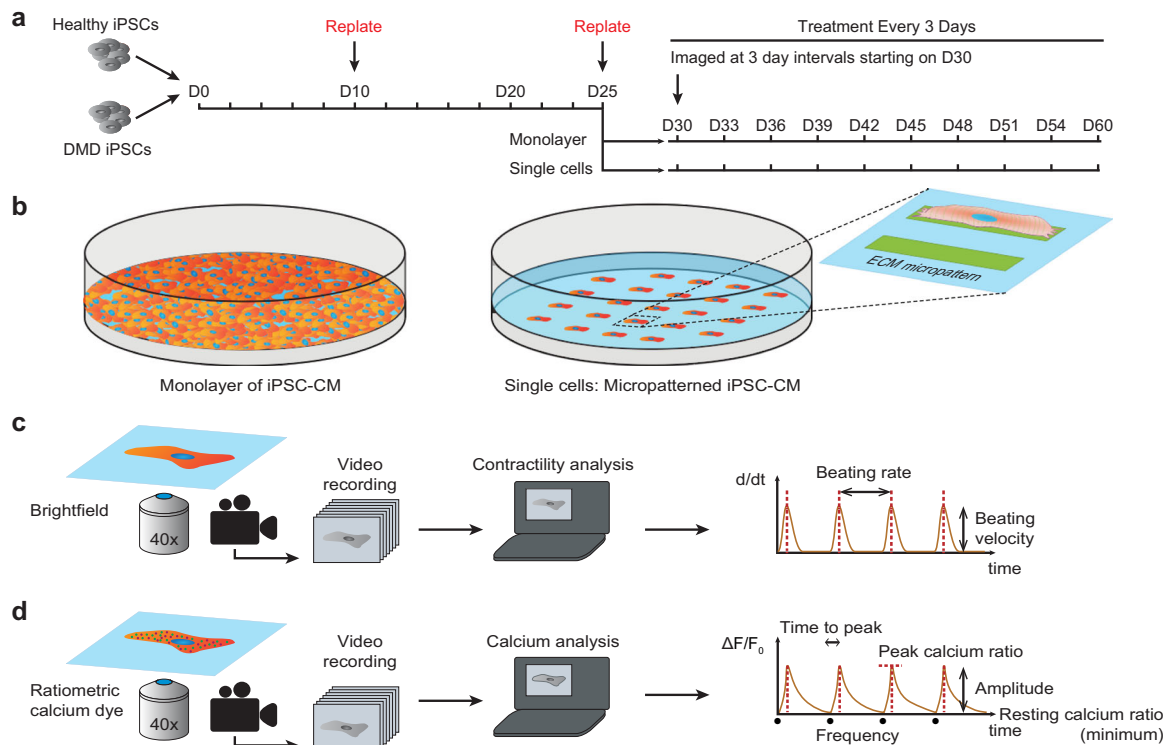 a
Healthy iPSCs
DMD iPSCs
Replate
Replate
Treatment Every 3 Days
Imaged at 3 day intervals starting on D30
D0
D10
D20
D25
D30 D33 D36 D39 D42 D45 D48 D51 D54 D60
Monolayer
Single cells
b
ECM micropattern
Monolayer of iPSC-CM
Single cells: Micropatterned iPSC-CM
c
Brightfield
40x
Video
recording
Contractility analysis
d/dt
Beating rate
Beating
velocity
time
d
Ratiometric
calcium dye
40x
Video
recording
Calcium analysis
ΔF/F₀
Time to peak
Peak calcium ratio
Amplitude
Resting calcium ratio
(minimum)
time
Frequency